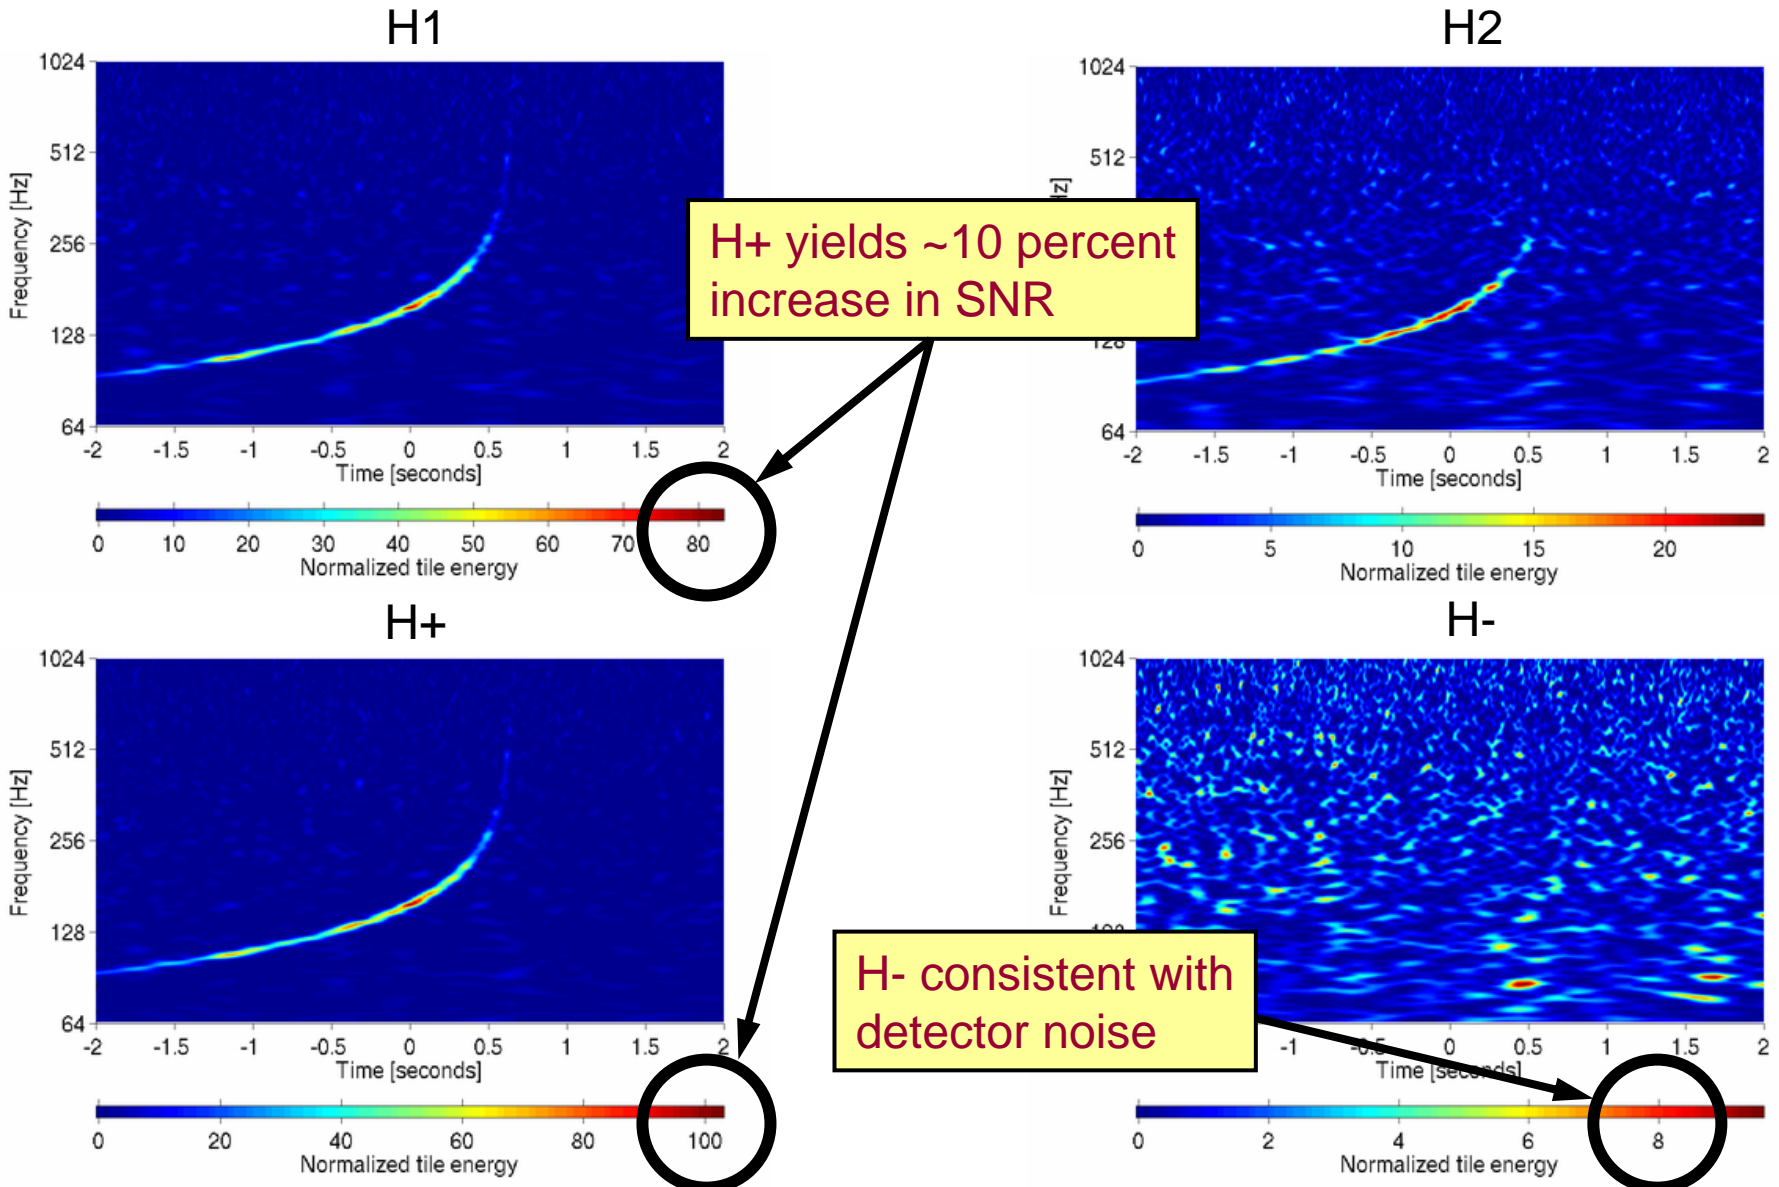 H1
1024
512
256
128
64
Frequency [Hz]
-2 -1.5 -1 -0.5 0 0.5 1 1.5 2
Time [seconds]
0 10 20 30 40 50 60 70 80
Normalized tile energy
H2
1024
512
128
64
Hz]
-2 -1.5 -1 -0.5 0 0.5 1 1.5 2
Time [seconds]
0 5 10 15 20
Normalized tile energy
H+ yields ~10 percent
increase in SNR
H+
1024
512
256
128
64
Frequency [Hz]
-2 -1.5 -1 -0.5 0 0.5 1 1.5 2
Time [seconds]
0 20 40 60 80 100
Normalized tile energy
H-
1024
512
256
128
Frequency [Hz]
-1 -0.5 0 0.5 1 1.5 2
Time [seconds]
0 2 4 6 8
Normalized tile energy
H- consistent with
detector noise